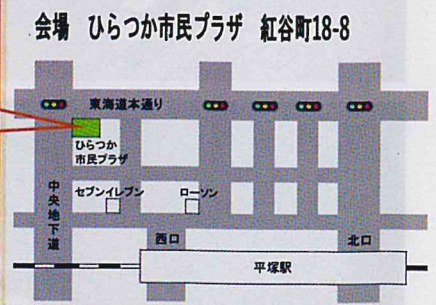 会場 ひらつか市民プラザ 紅谷町18-8
東海道本通り
ひらつか
市民プラザ
中央地下道
セブンイレブン
ローソン
西口
北口
平塚駅